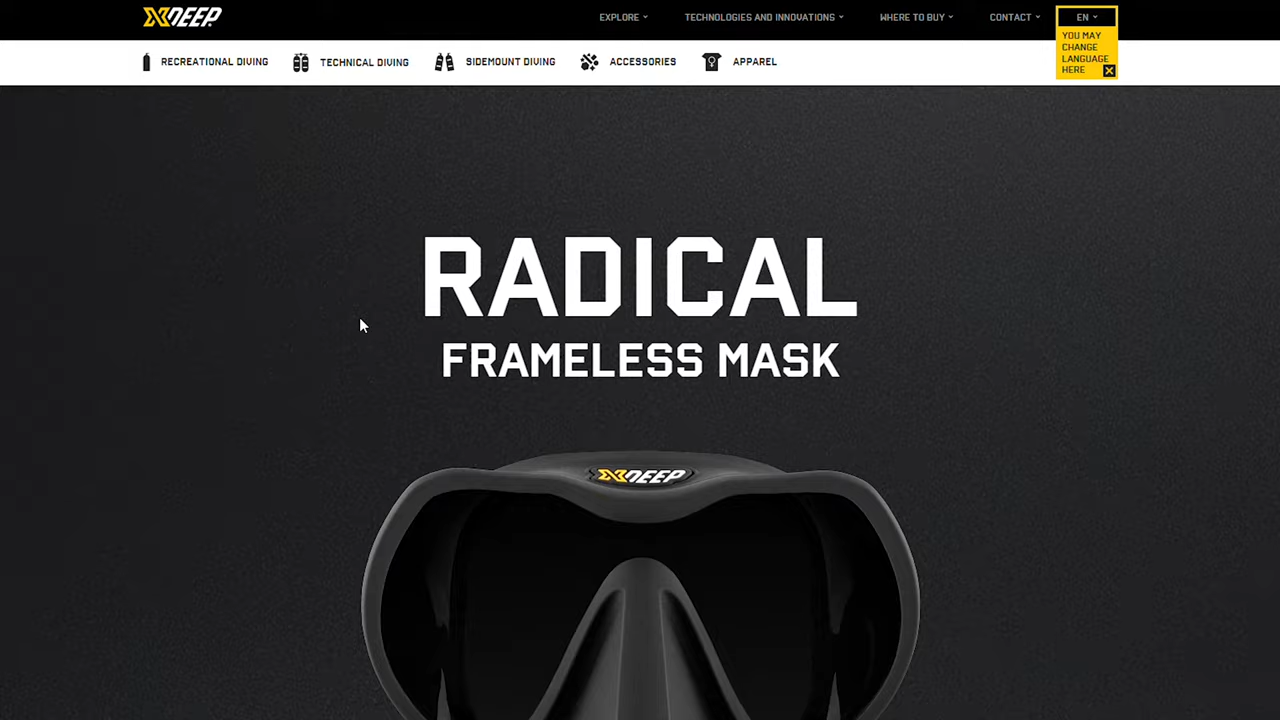 XDEEP
EXPLORE
TECHNOLOGIES AND INNOVATIONS
WHERE TO BUY
CONTACT
EN
YOU MAY
CHANGE
LANGUAGE
HERE
RECREATIONAL DIVING
TECHNICAL DIVING
SIDEMOUNT DIVING
ACCESSORIES
APPAREL
RADICAL
FRAMELESS MASK
XDEEP